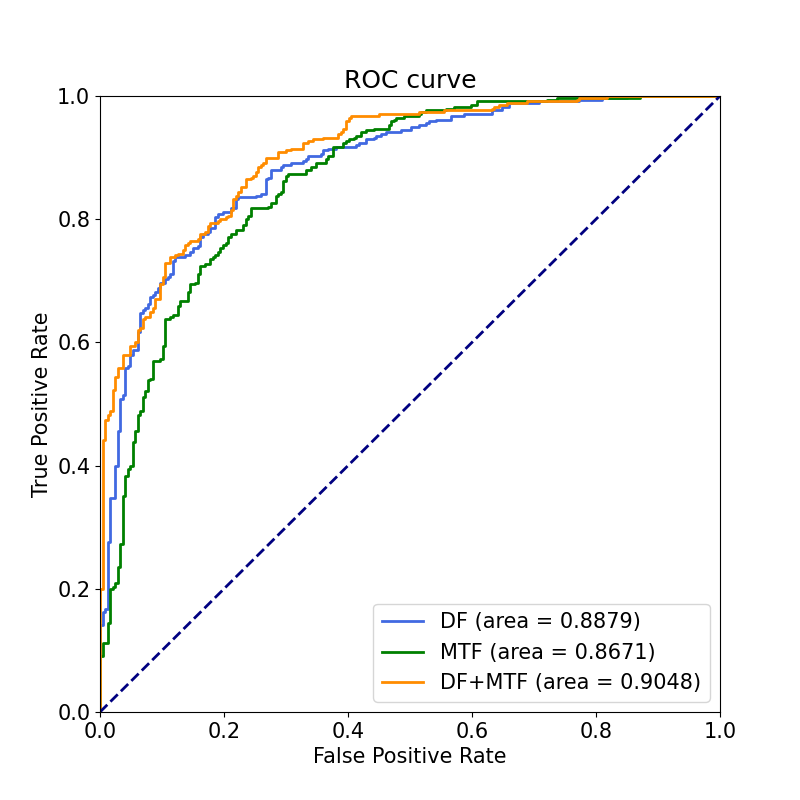 ROC curve
True Positive Rate
1.0
0.8
0.6
0.4
0.2
0.0
0.0 0.2 0.4 0.6 0.8 1.0
False Positive Rate
DF (area = 0.8879)
MTF (area = 0.8671)
DF+MTF (area = 0.9048)